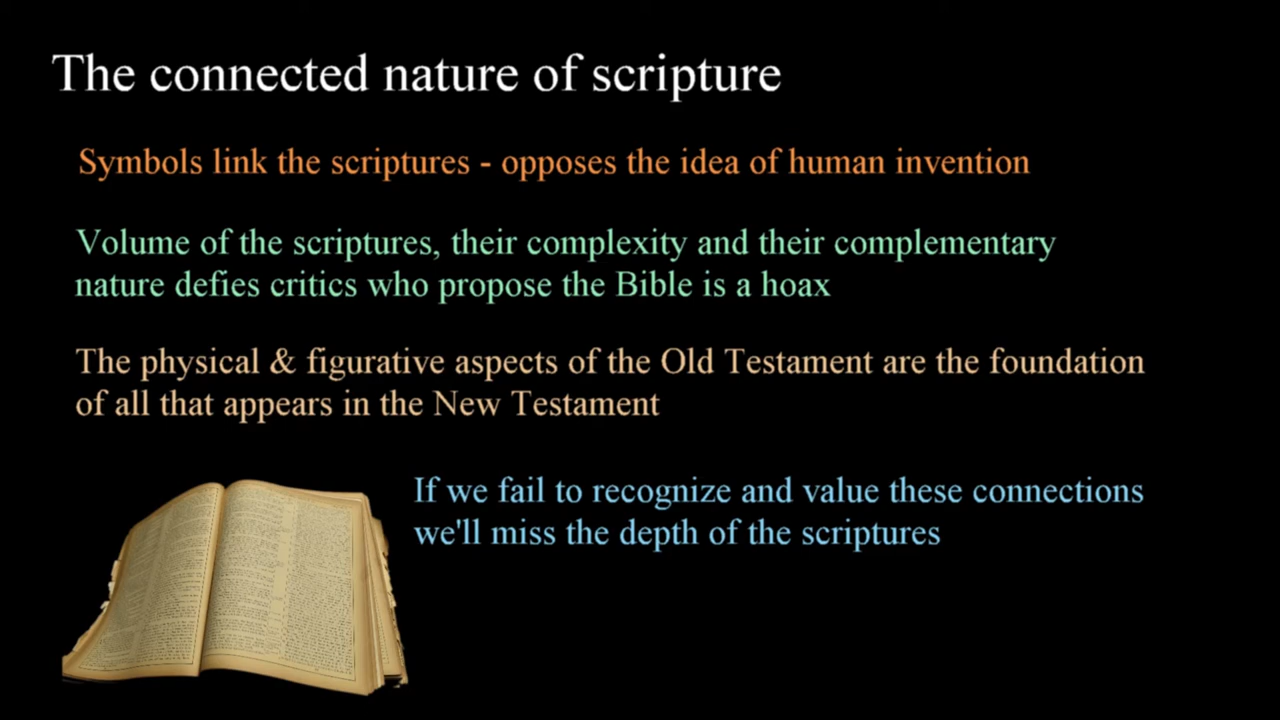 The connected nature of scripture
Symbols link the scriptures - opposes the idea of human invention
Volume of the scriptures, their complexity and their complementary
nature defies critics who propose the Bible is a hoax
The physical & figurative aspects of the Old Testament are the foundation
of all that appears in the New Testament
If we fail to recognize and value these connections
we'll miss the depth of the scriptures